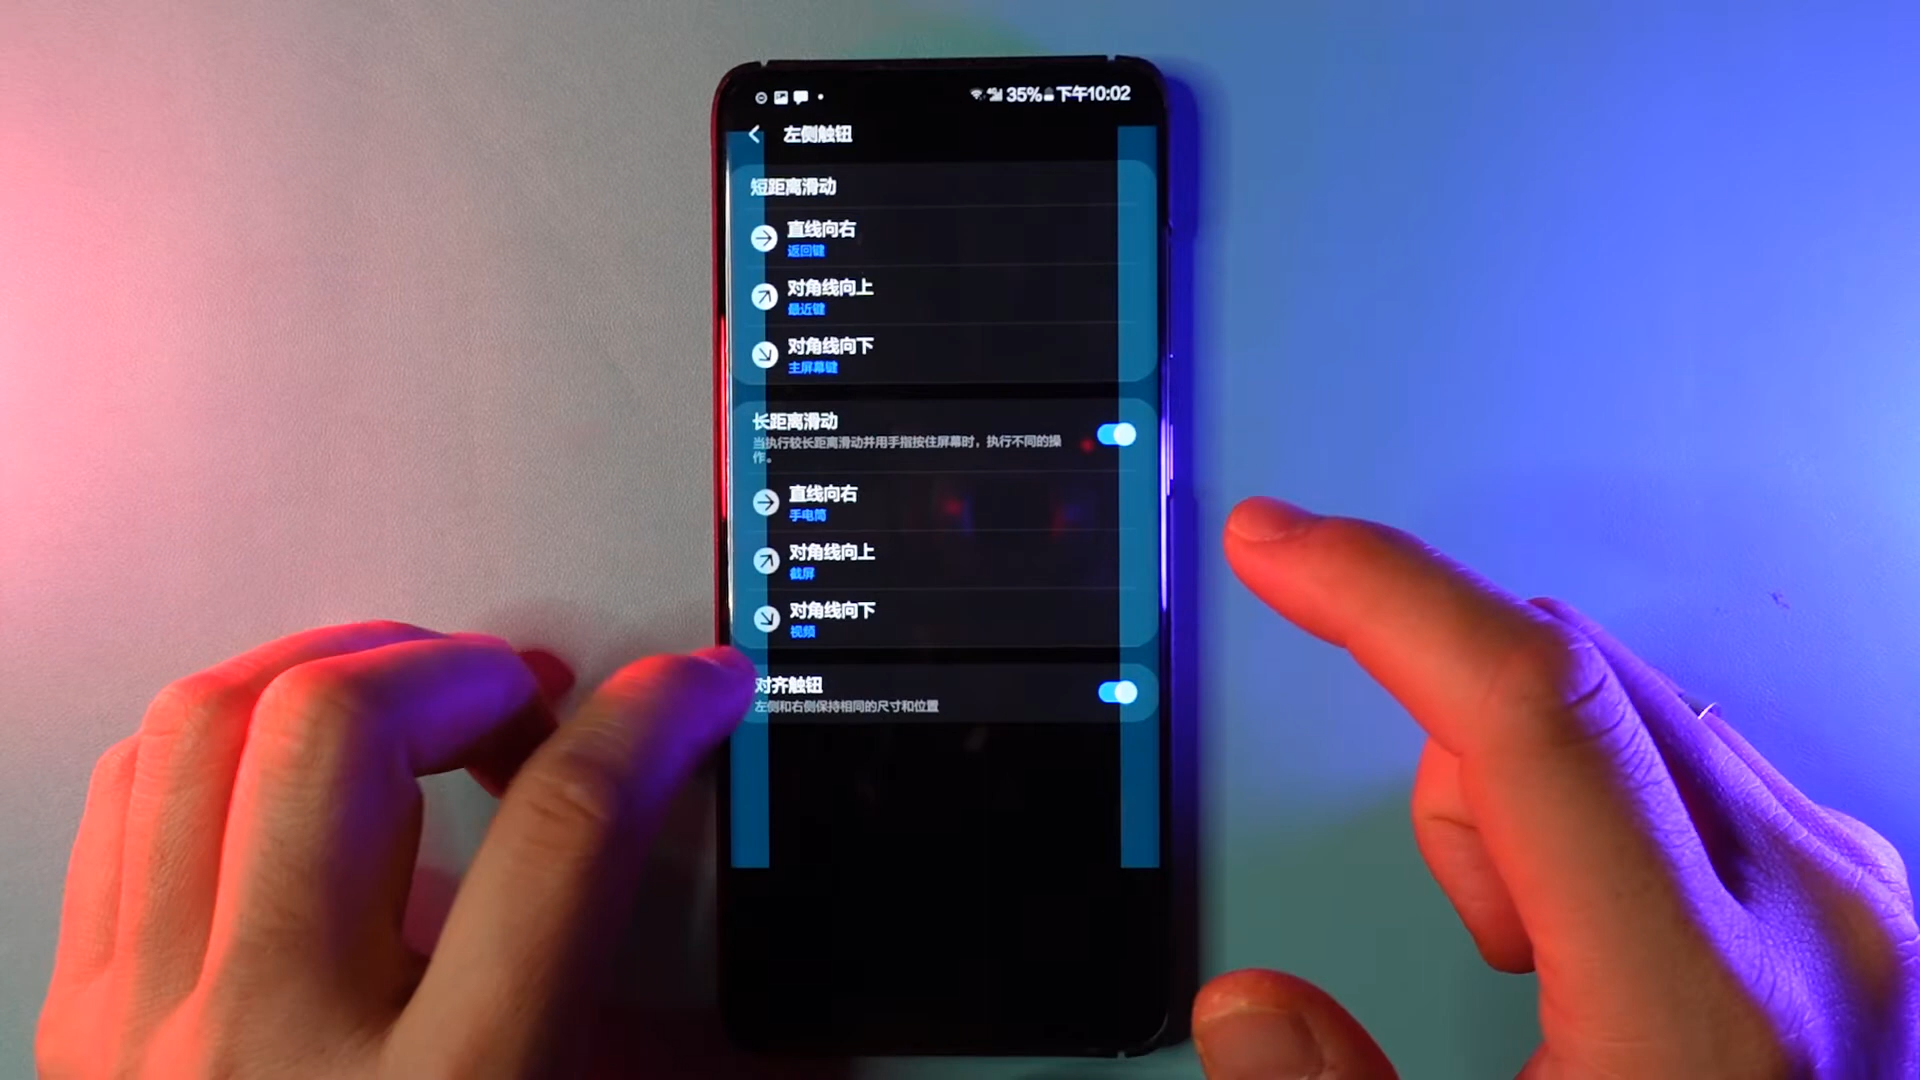 35% 下午10:02
左侧触钮
短距离滑动
直线向右
返回键
对角线向上
最近键
对角线向下
主屏幕键
长距离滑动
当执行较长距离滑动并用手指按住屏幕时，执行不同的操
作。
直线向右
手电筒
对角线向上
截屏
对角线向下
视频
对齐触钮
左侧和右侧保持相同的尺寸和位置